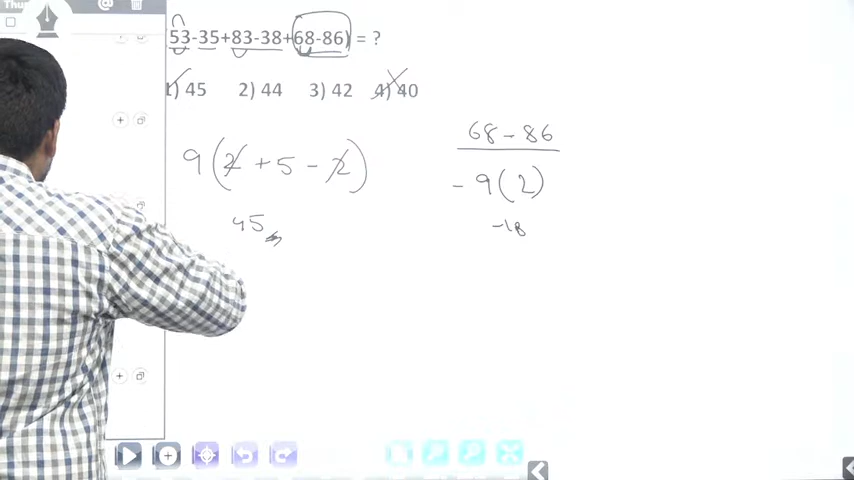 53-35+83-38+(68-86) = ?
1) 45 2) 44 3) 42 4) 40
9(2 + 5 - 2)
45
68 - 86
- 9(2)
-18